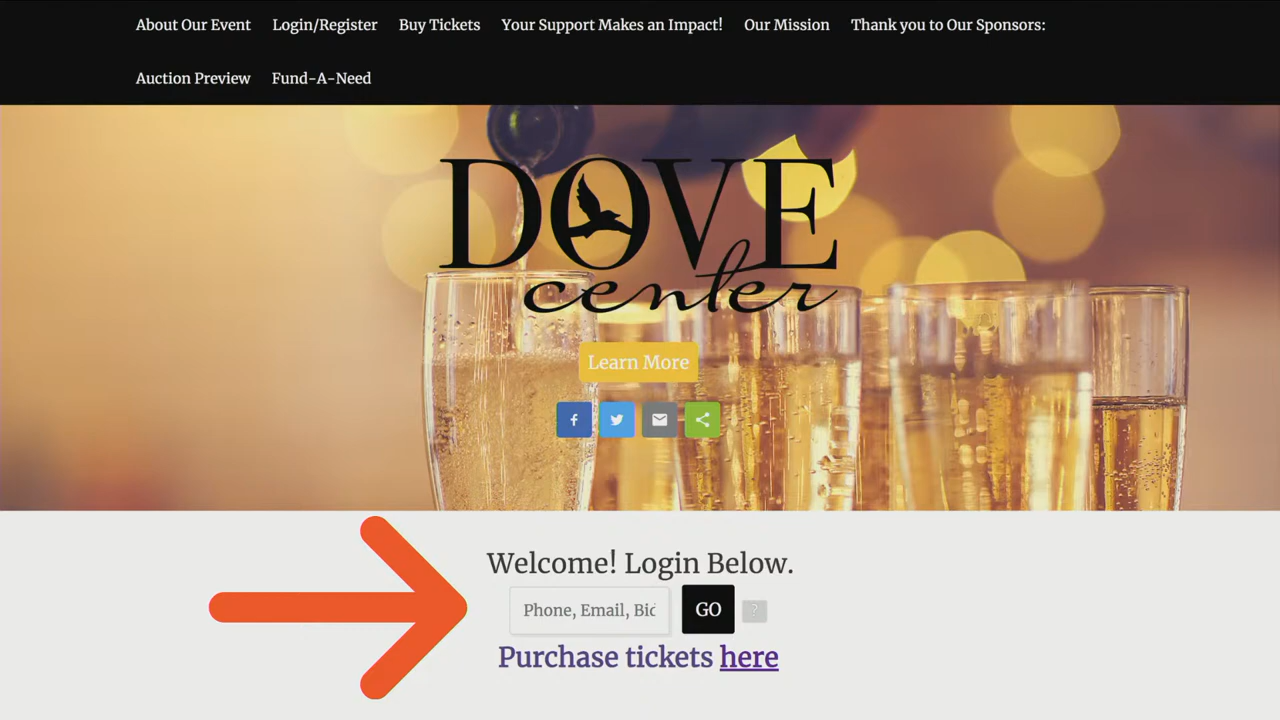 About Our Event Login/Register Buy Tickets Your Support Makes an Impact! Our Mission Thank you to Our Sponsors:
Auction Preview Fund-A-Need
DOVE
center
Learn More
Welcome! Login Below.
Phone, Email, Bid GO ?
Purchase tickets here